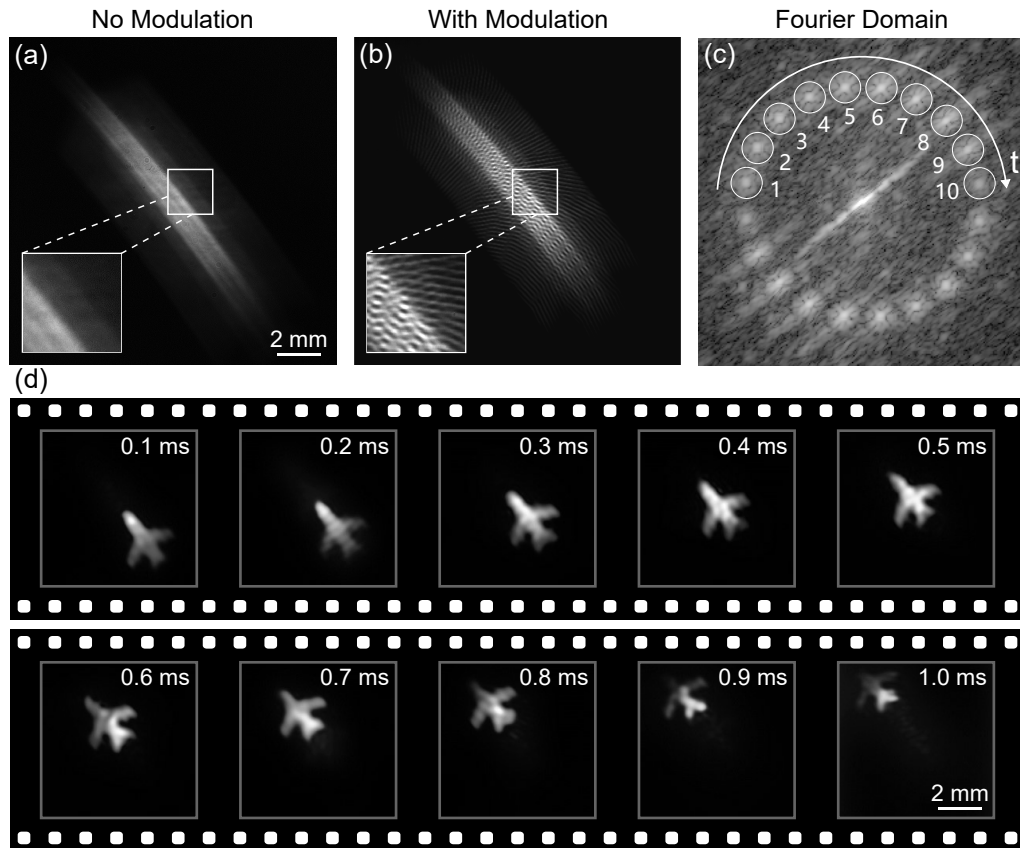 No Modulation
With Modulation
Fourier Domain
(a)
2 mm
(b)
(c)
1
2
3
4
5
6
7
8
9
10
t
(d)
0.1 ms
0.2 ms
0.3 ms
0.4 ms
0.5 ms
0.6 ms
0.7 ms
0.8 ms
0.9 ms
1.0 ms
2 mm